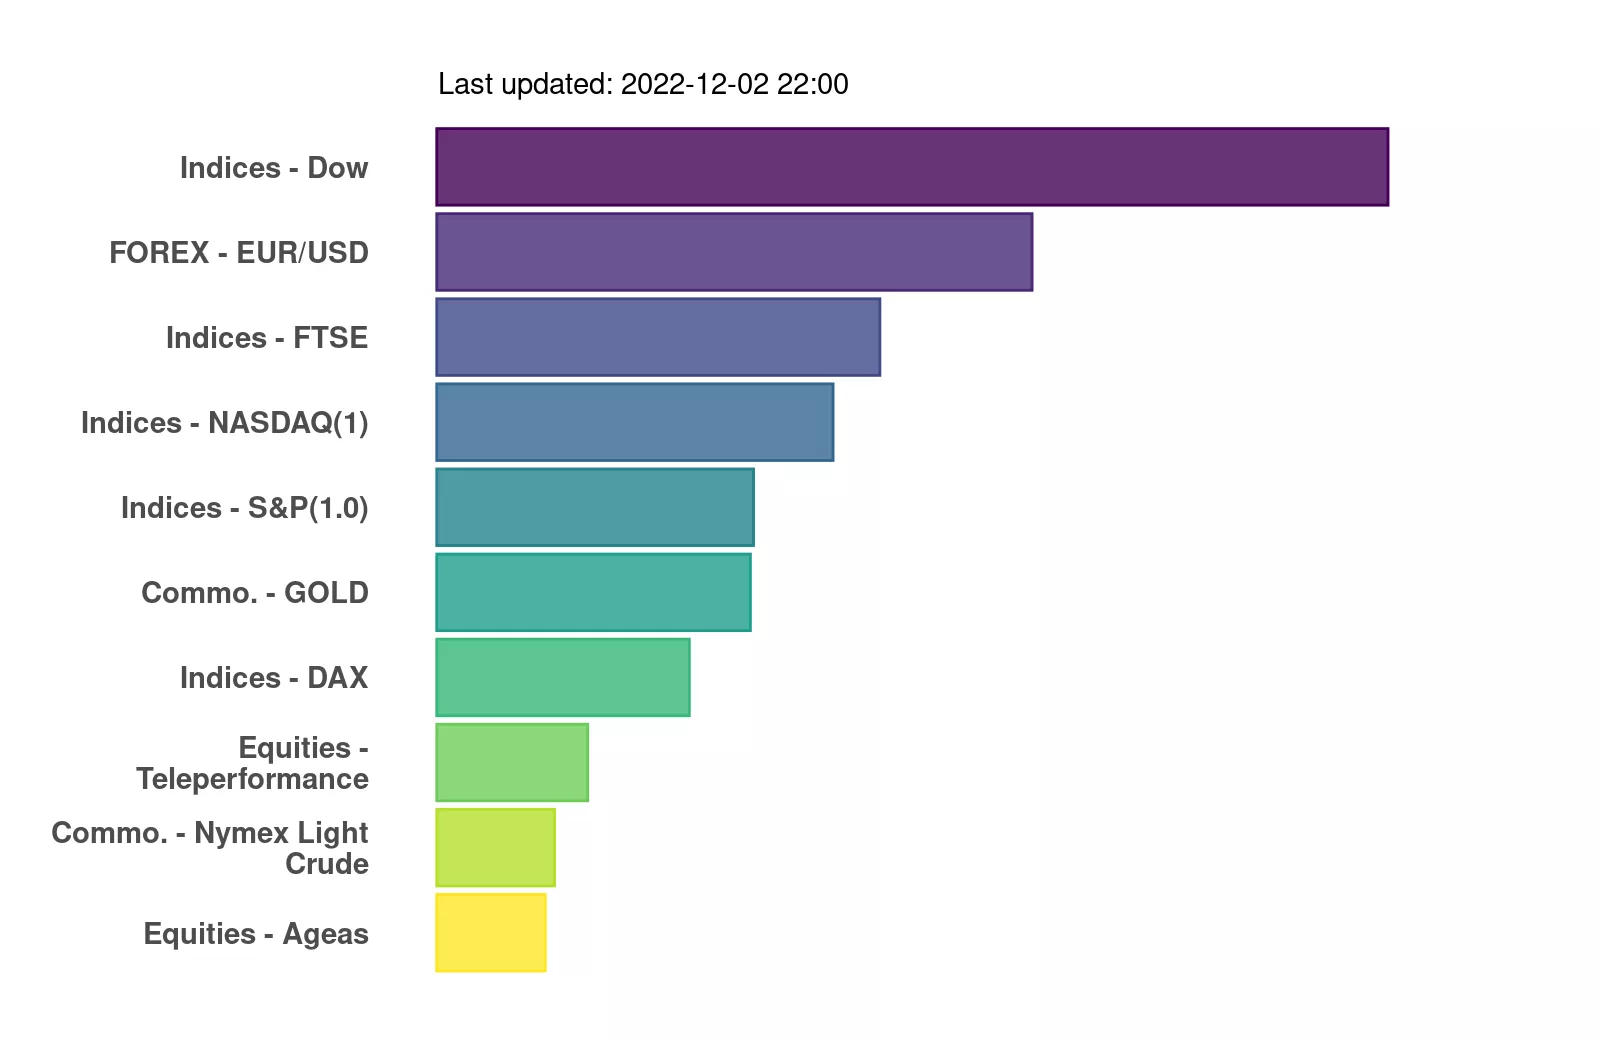 Last updated: 2022-12-02 22:00
Indices - Dow
FOREX - EUR/USD
Indices - FTSE
Indices - NASDAQ(1)
Indices - S&P(1.0)
Commo. - GOLD
Indices - DAX
Equities -
Teleperformance
Commo. - Nymex Light
Crude
Equities - Ageas